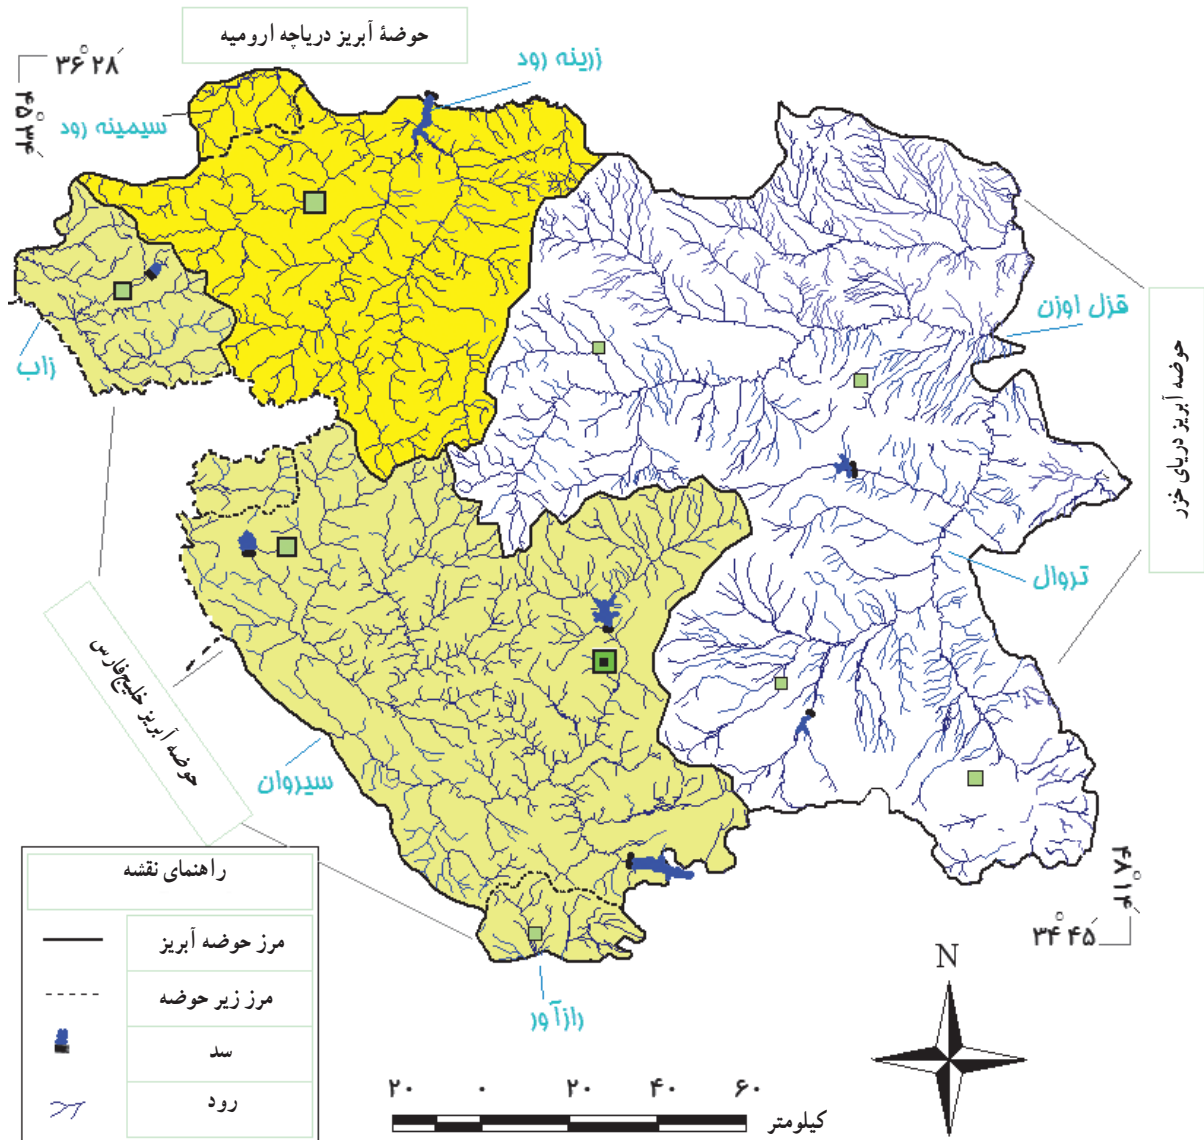 حوضهٔ آبریز دریاچه ارومیه
۳۶° ۲۸′
۴۵° ۳۴′
زرینه رود
سیمینه رود
زاب
قزل اوزن
حوضه آبریز دریای خزر
تروال
حوضه آبریز خلیج‌فارس
سیروان
رازآور
۴۸° ۱۴′
۳۴° ۴۵′
N
راهنمای نقشه
مرز حوضه آبریز
مرز زیر حوضه
سد
رود
۲۰ ۰ ۲۰ ۴۰ ۶۰
کیلومتر